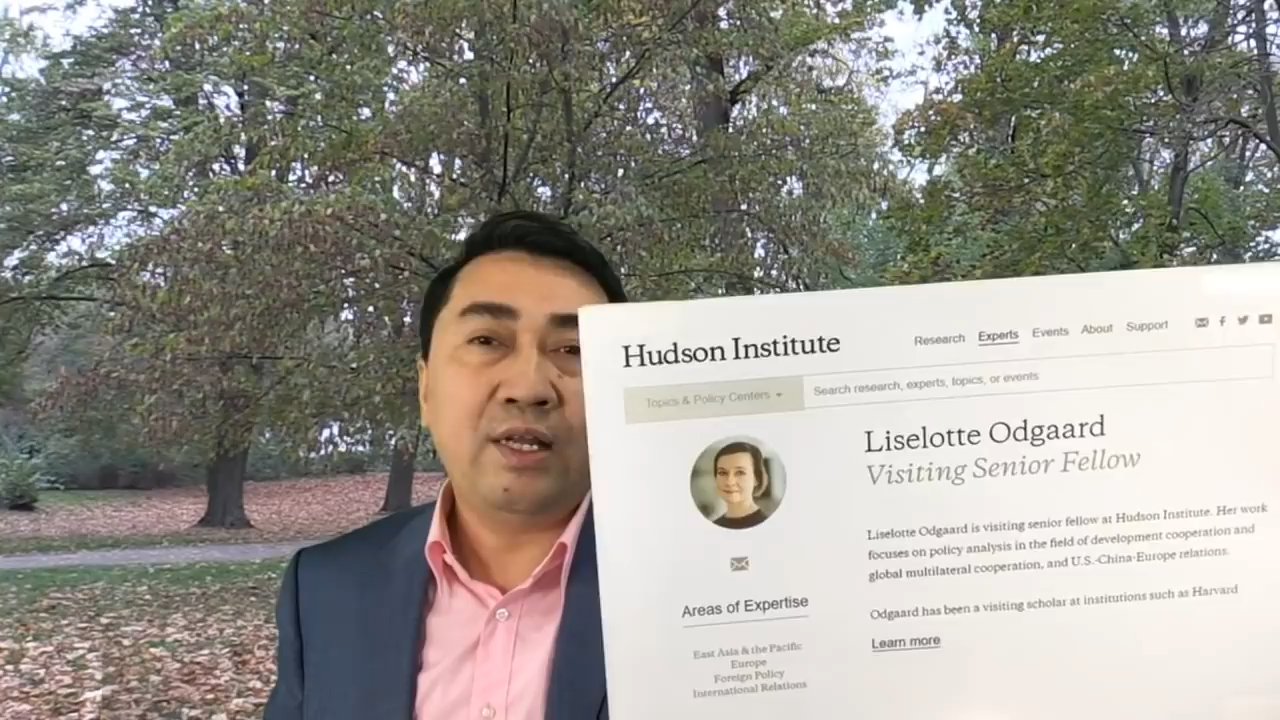 Hudson Institute
Research Experts Events About Support
Topics & Policy Centers
Search research, experts, topics, or events
Liselotte Odgaard
Visiting Senior Fellow
Liselotte Odgaard is visiting senior fellow at Hudson Institute. Her work
focuses on policy analysis in the field of development cooperation and
global multilateral cooperation, and U.S.-China-Europe relations.
Odgaard has been a visiting scholar at institutions such as Harvard
Learn more
Areas of Expertise
East Asia & the Pacific
Europe
Foreign Policy
International Relations